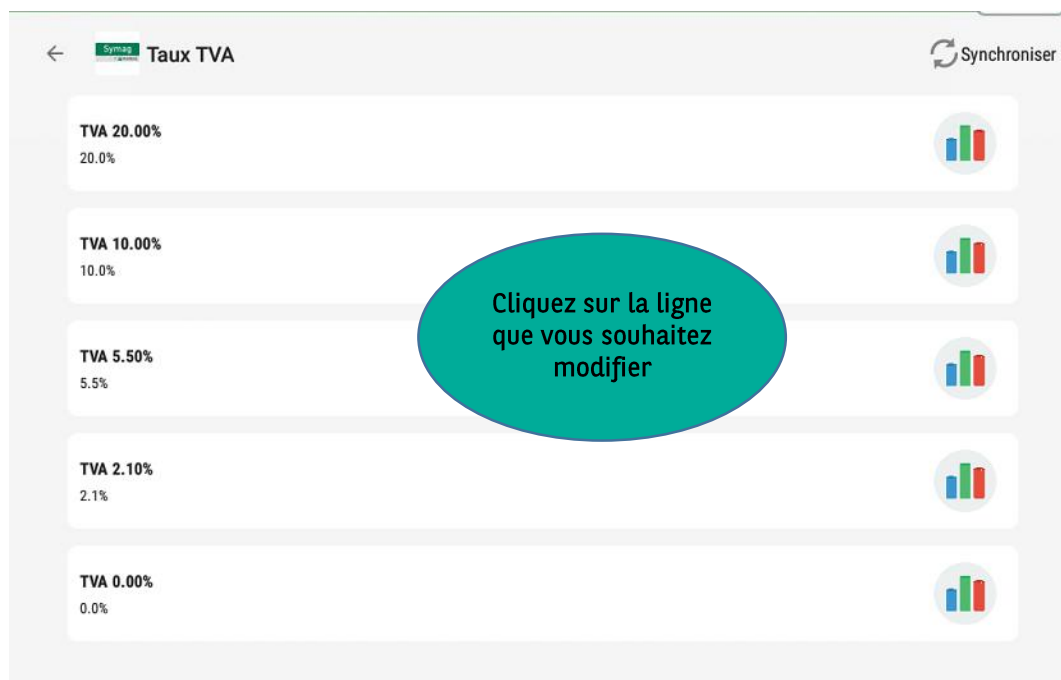 Symag
Taux TVA
Synchroniser
TVA 20.00%
20.0%
TVA 10.00%
10.0%
Cliquez sur la ligne
que vous souhaitez
modifier
TVA 5.50%
5.5%
TVA 2.10%
2.1%
TVA 0.00%
0.0%